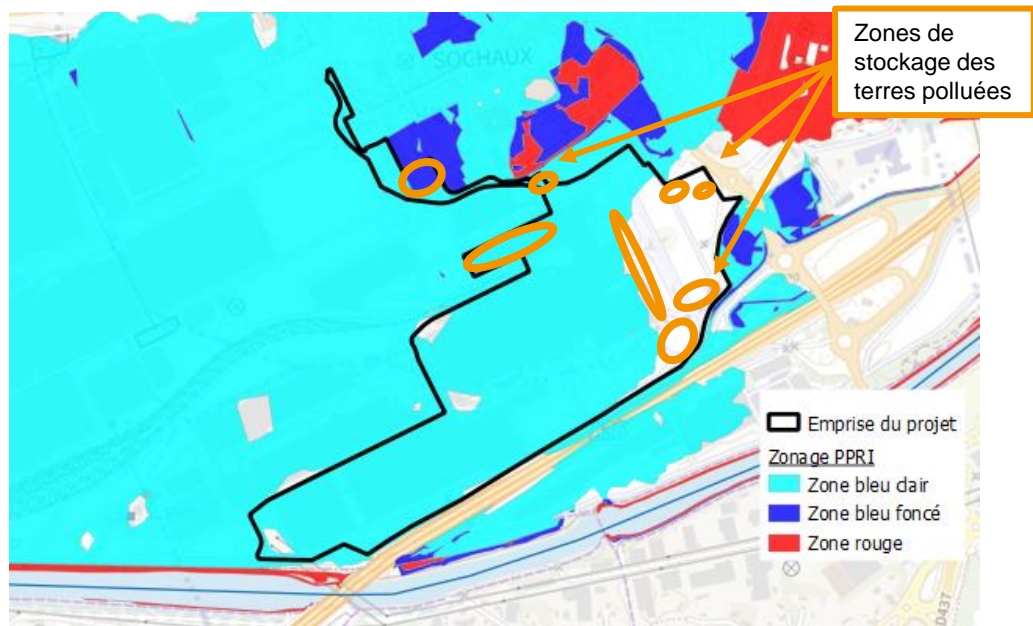 Zones de
stockage des
terres polluées
SOCHAUX
Emprise du projet
Zonage PPRI
Zone bleu clair
Zone bleu foncé
Zone rouge
D437